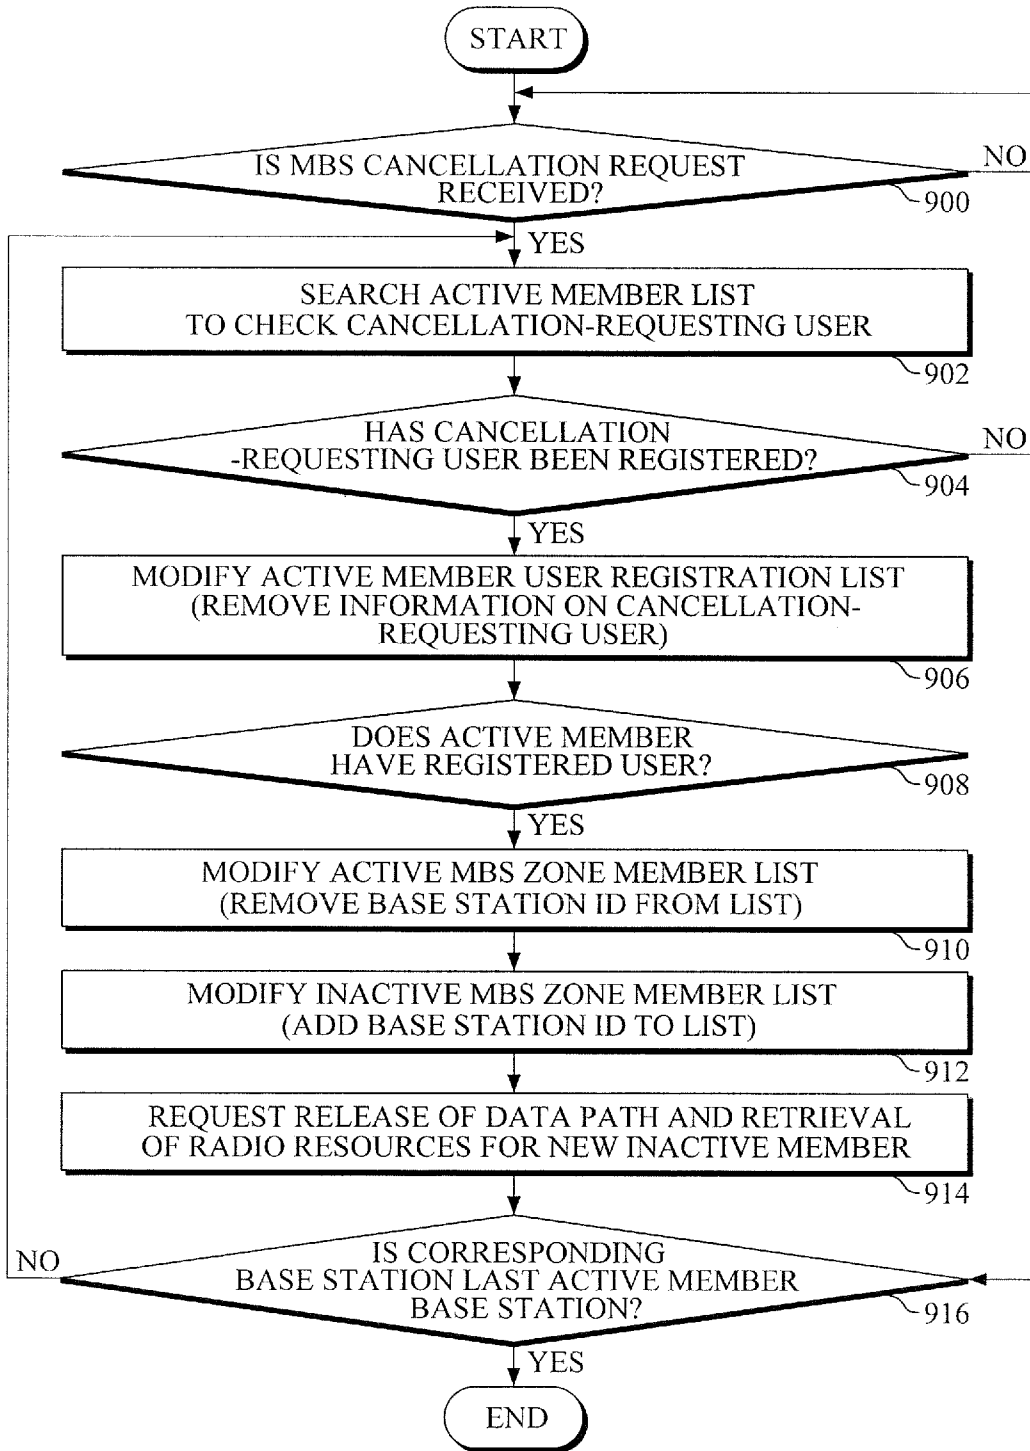 START
IS MBS CANCELLATION REQUEST
RECEIVED?
NO
900
YES
SEARCH ACTIVE MEMBER LIST
TO CHECK CANCELLATION-REQUESTING USER
902
HAS CANCELLATION
-REQUESTING USER BEEN REGISTERED?
NO
904
YES
MODIFY ACTIVE MEMBER USER REGISTRATION LIST
(REMOVE INFORMATION ON CANCELLATION-
REQUESTING USER)
906
DOES ACTIVE MEMBER
HAVE REGISTERED USER?
908
YES
MODIFY ACTIVE MBS ZONE MEMBER LIST
(REMOVE BASE STATION ID FROM LIST)
910
MODIFY INACTIVE MBS ZONE MEMBER LIST
(ADD BASE STATION ID TO LIST)
912
REQUEST RELEASE OF DATA PATH AND RETRIEVAL
OF RADIO RESOURCES FOR NEW INACTIVE MEMBER
914
NO
IS CORRESPONDING
BASE STATION LAST ACTIVE MEMBER
BASE STATION?
916
YES
END